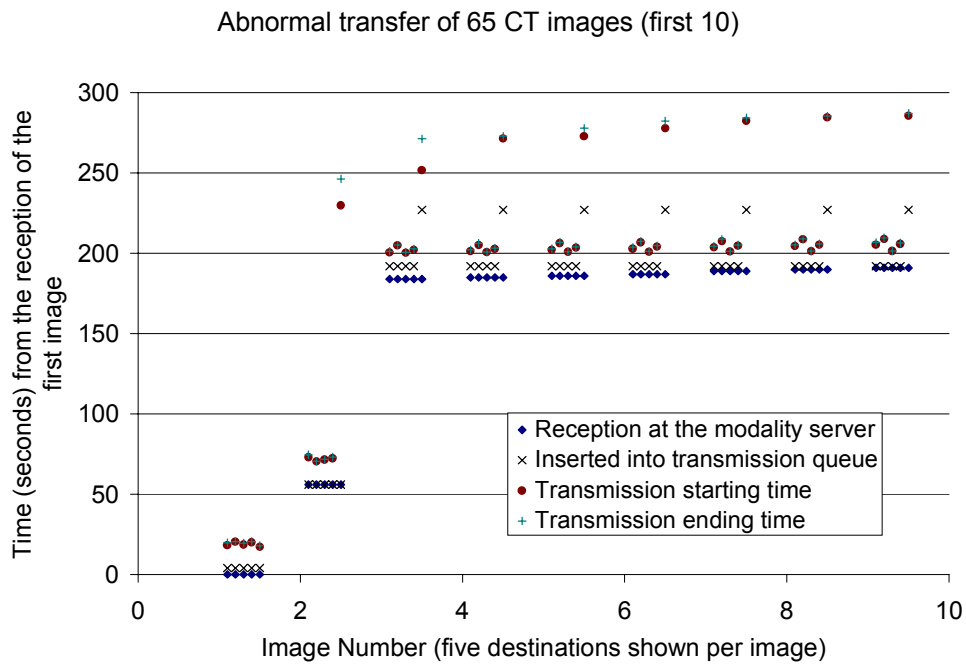 Abnormal transfer of 65 CT images (first 10)
Time (seconds) from the reception of the
first image
300
250
200
150
100
50
0
Reception at the modality server
Inserted into transmission queue
Transmission starting time
Transmission ending time
0
2
4
6
8
10
Image Number (five destinations shown per image)